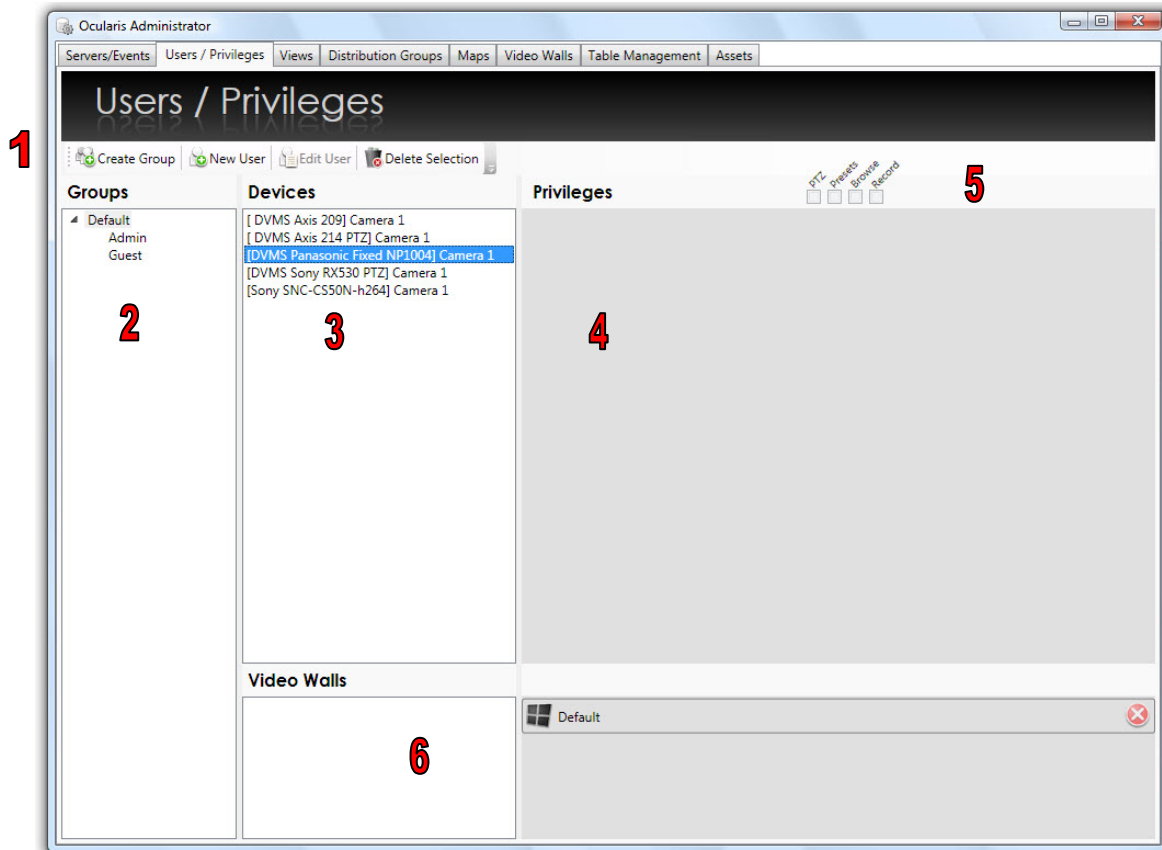 Ocularis Administrator
Servers/Events Users / Privileges Views Distribution Groups Maps Video Walls Table Management Assets
Users / Privileges
1
Create Group New User Edit User Delete Selection
PTZ Presets Browse Record
5
Groups Devices Privileges
Default
Admin
Guest
[ DVMS Axis 209] Camera 1
[ DVMS Axis 214 PTZ] Camera 1
[DVMS Panasonic Fixed NP1004] Camera 1
[DVMS Sony RX530 PTZ] Camera 1
[Sony SNC-CS50N-h264] Camera 1
2
3
4
Video Walls
Default
6